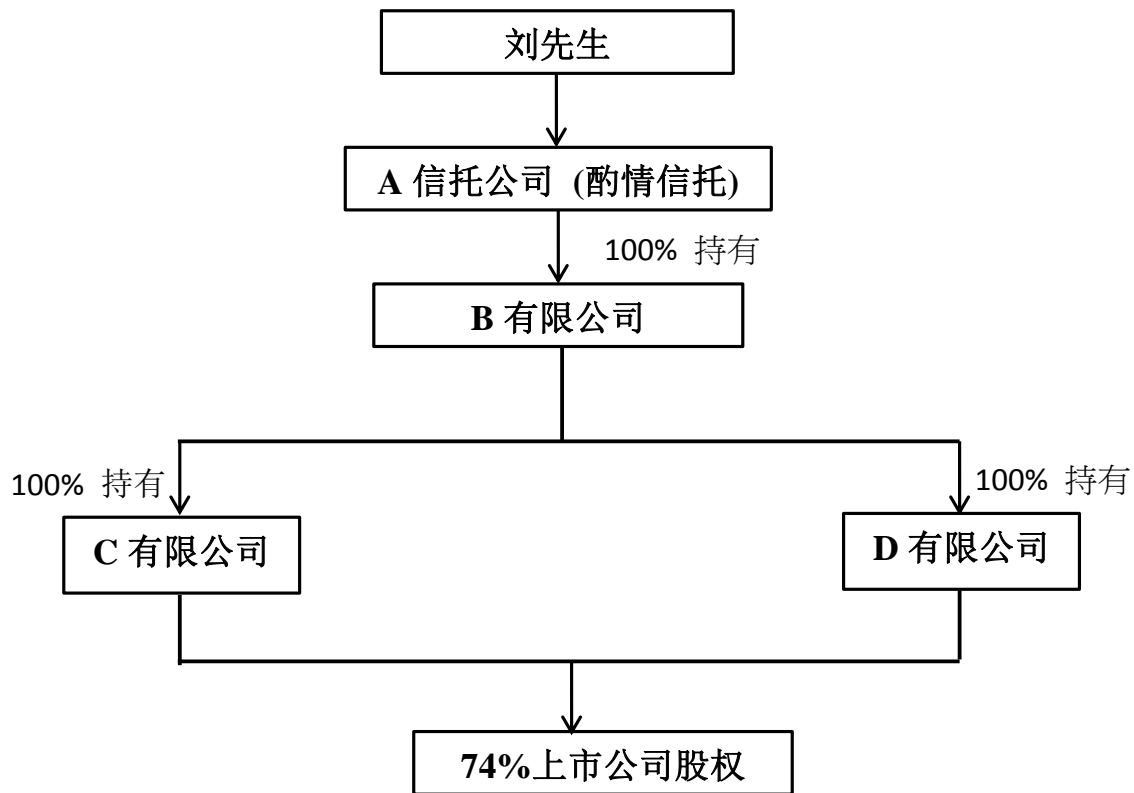 刘先生
A 信托公司 (酌情信托)
100% 持有
B 有限公司
100% 持有
100% 持有
C 有限公司
D 有限公司
74%上市公司股权